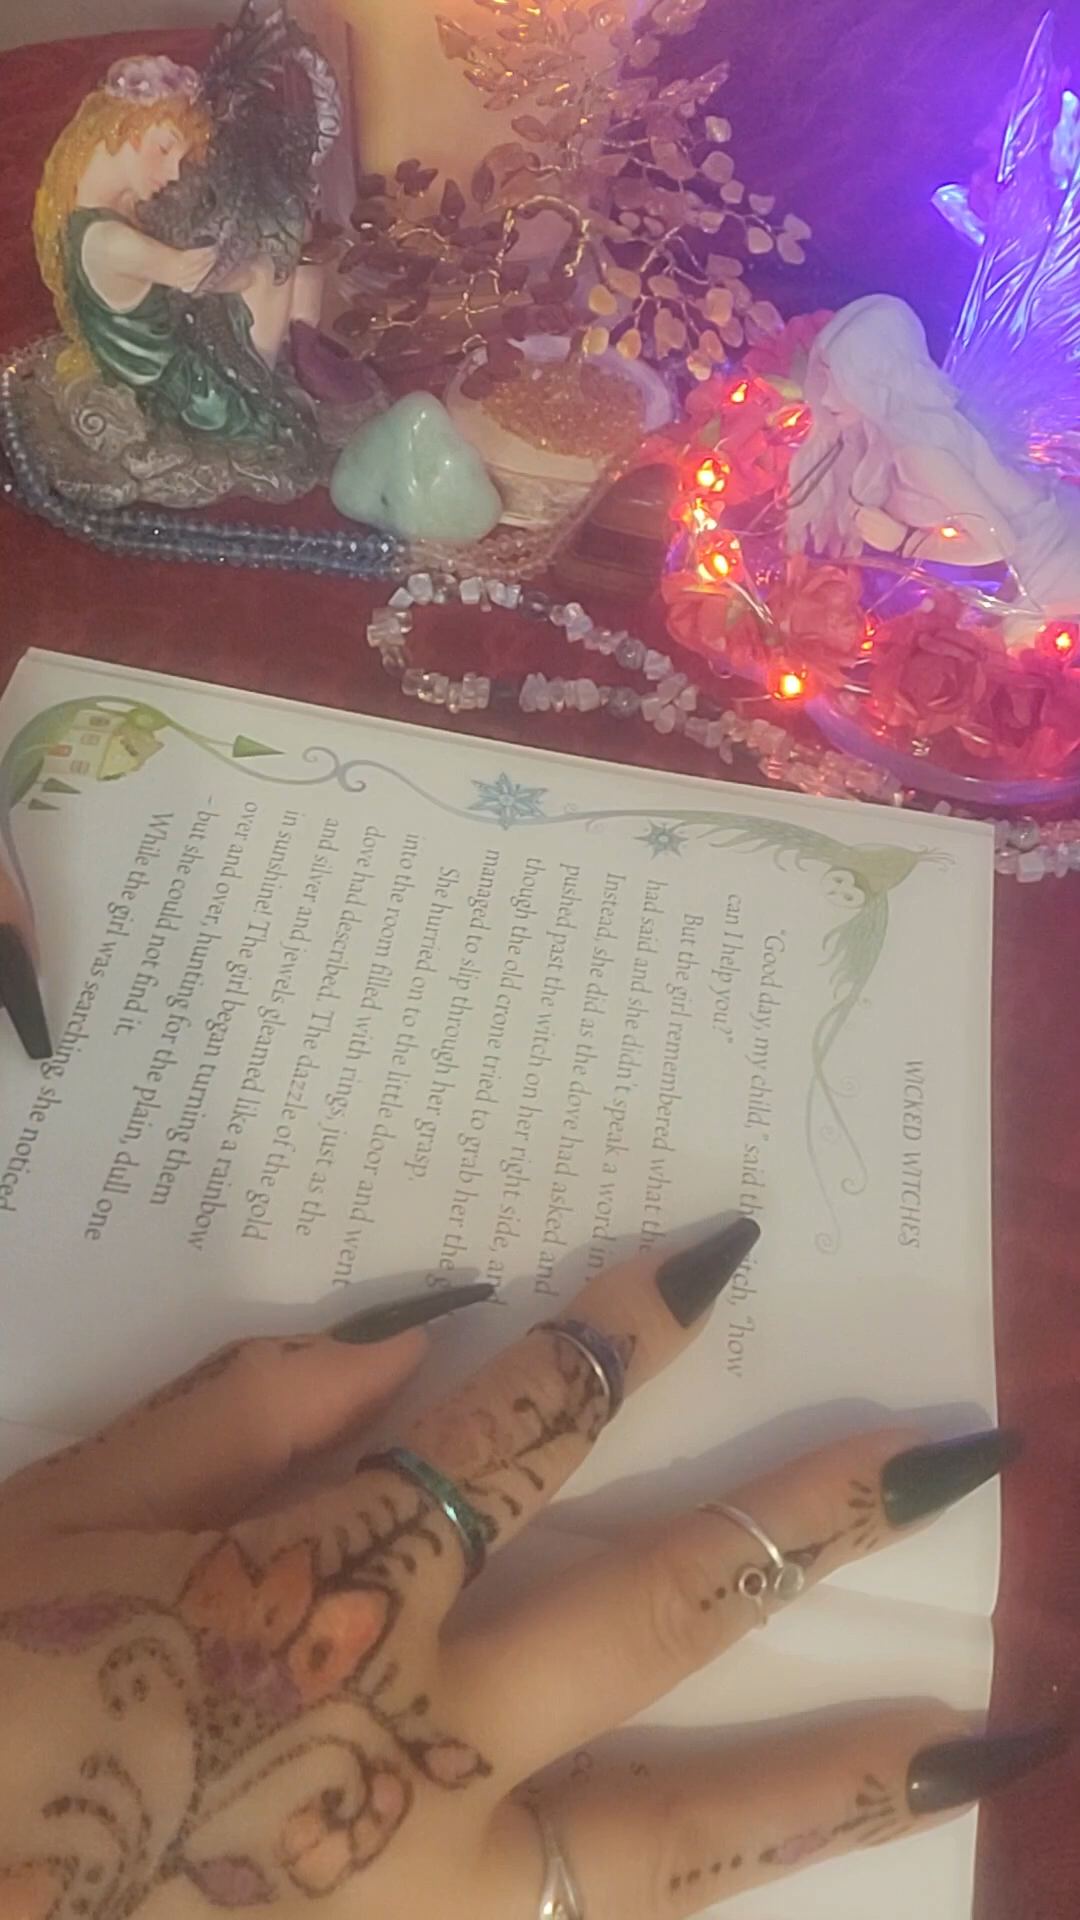 WICKED WITCHES
"Good day, my child," said th itch, "how
can I help you?"
But the girl remembered what the
had said and she didn't speak a word in
Instead, she did as the dove had asked and
pushed past the witch on her right side, and
though the old crone tried to grab her the g
managed to slip through her grasp.
She hurried on to the little door and went
into the room filled with rings, just as the
dove had described. The dazzle of the gold
and silver and jewels gleamed like a rainbow
in sunshine! The girl began turning them
over and over, hunting for the plain, dull one
- but she could not find it.
While the girl was searching, she noticed